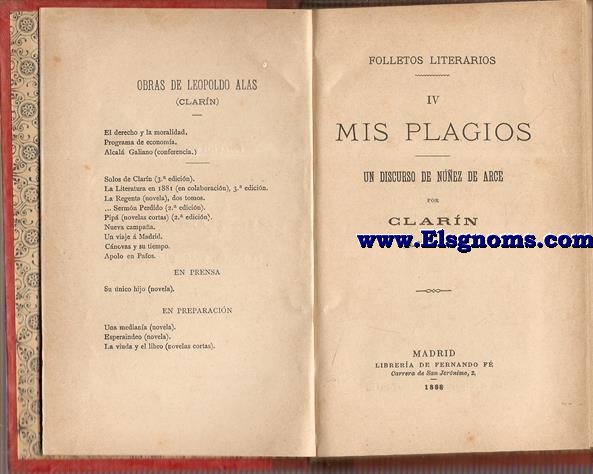 OBRAS DE LEOPOLDO ALAS
(CLARÍN)
El derecho y la moralidad.
Programa de economía.
Alcalá Galiano (conferencia.)
Solos de Clarín (3.ª edición).
La Literatura en 1881 (en colaboración), 3.ª edición.
La Regenta (novela), dos tomos.
... Sermón Perdido (2.ª edición).
Pipá (novelas cortas) (2.ª edición).
Nueva campaña.
Un viaje á Madrid.
Cánovas y su tiempo.
Apolo en Pafos.
EN PRENSA
Su único hijo (novela).
EN PREPARACIÓN
Una medianía (novela).
Esperaindeo (novela).
La viuda y el libro (novelas cortas).
FOLLETOS LITERARIOS
IV
MIS PLAGIOS
UN DISCURSO DE NÚÑEZ DE ARCE
POR
CLARÍN
www.Elsgnoms.com
MADRID
LIBRERÍA DE FERNANDO FÉ
Carrera de San Jerónimo, 2.
1888